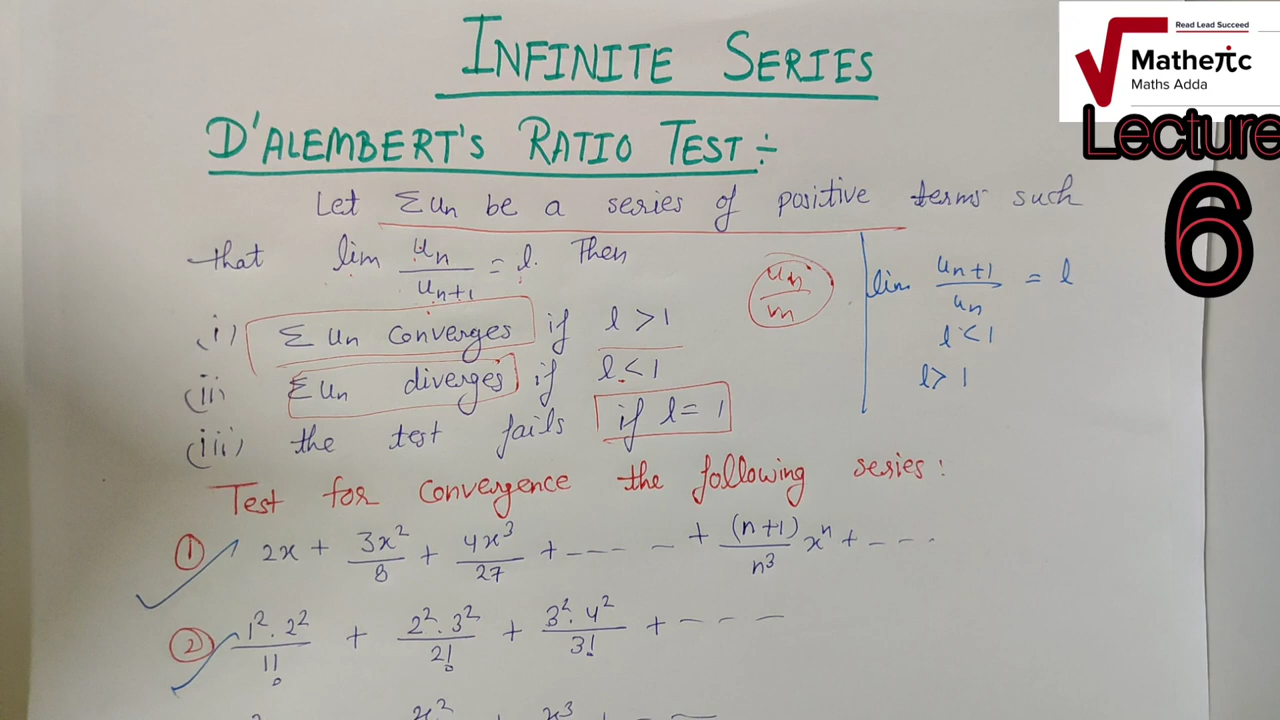 INFINITE SERIES
Read Lead Succeed
Matheπc
Maths Adda
Lecture
6
D'ALEMBERT'S RATIO TEST :-
Let Σun be a series of positive terms such
that lim un/un+1 = l. Then
(i) Σ un converges if l > 1
(ii) Σ un diverges if l < 1
(iii) the test fails if l = 1
un/m
lim un+1/un = l
l < 1
l > 1
Test for convergence the following series :
① 2x + 3x²/8 + 4x³/27 + ---- - + (n+1)/n³ xⁿ + ---
② 1².2²/1! + 2².3²/2! + 3².4²/3! + ---